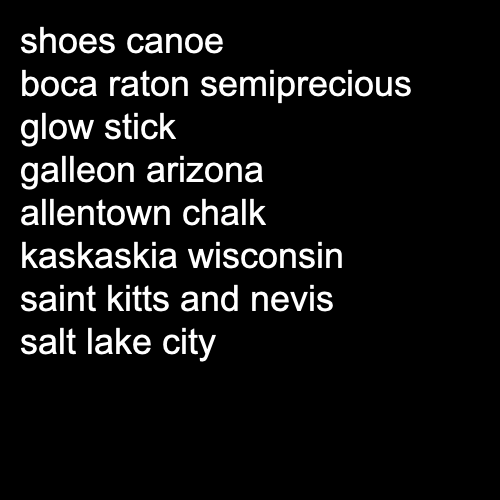 shoes canoe
boca raton semiprecious
glow stick
galleon arizona
allentown chalk
kaskaskia wisconsin
saint kitts and nevis
salt lake city